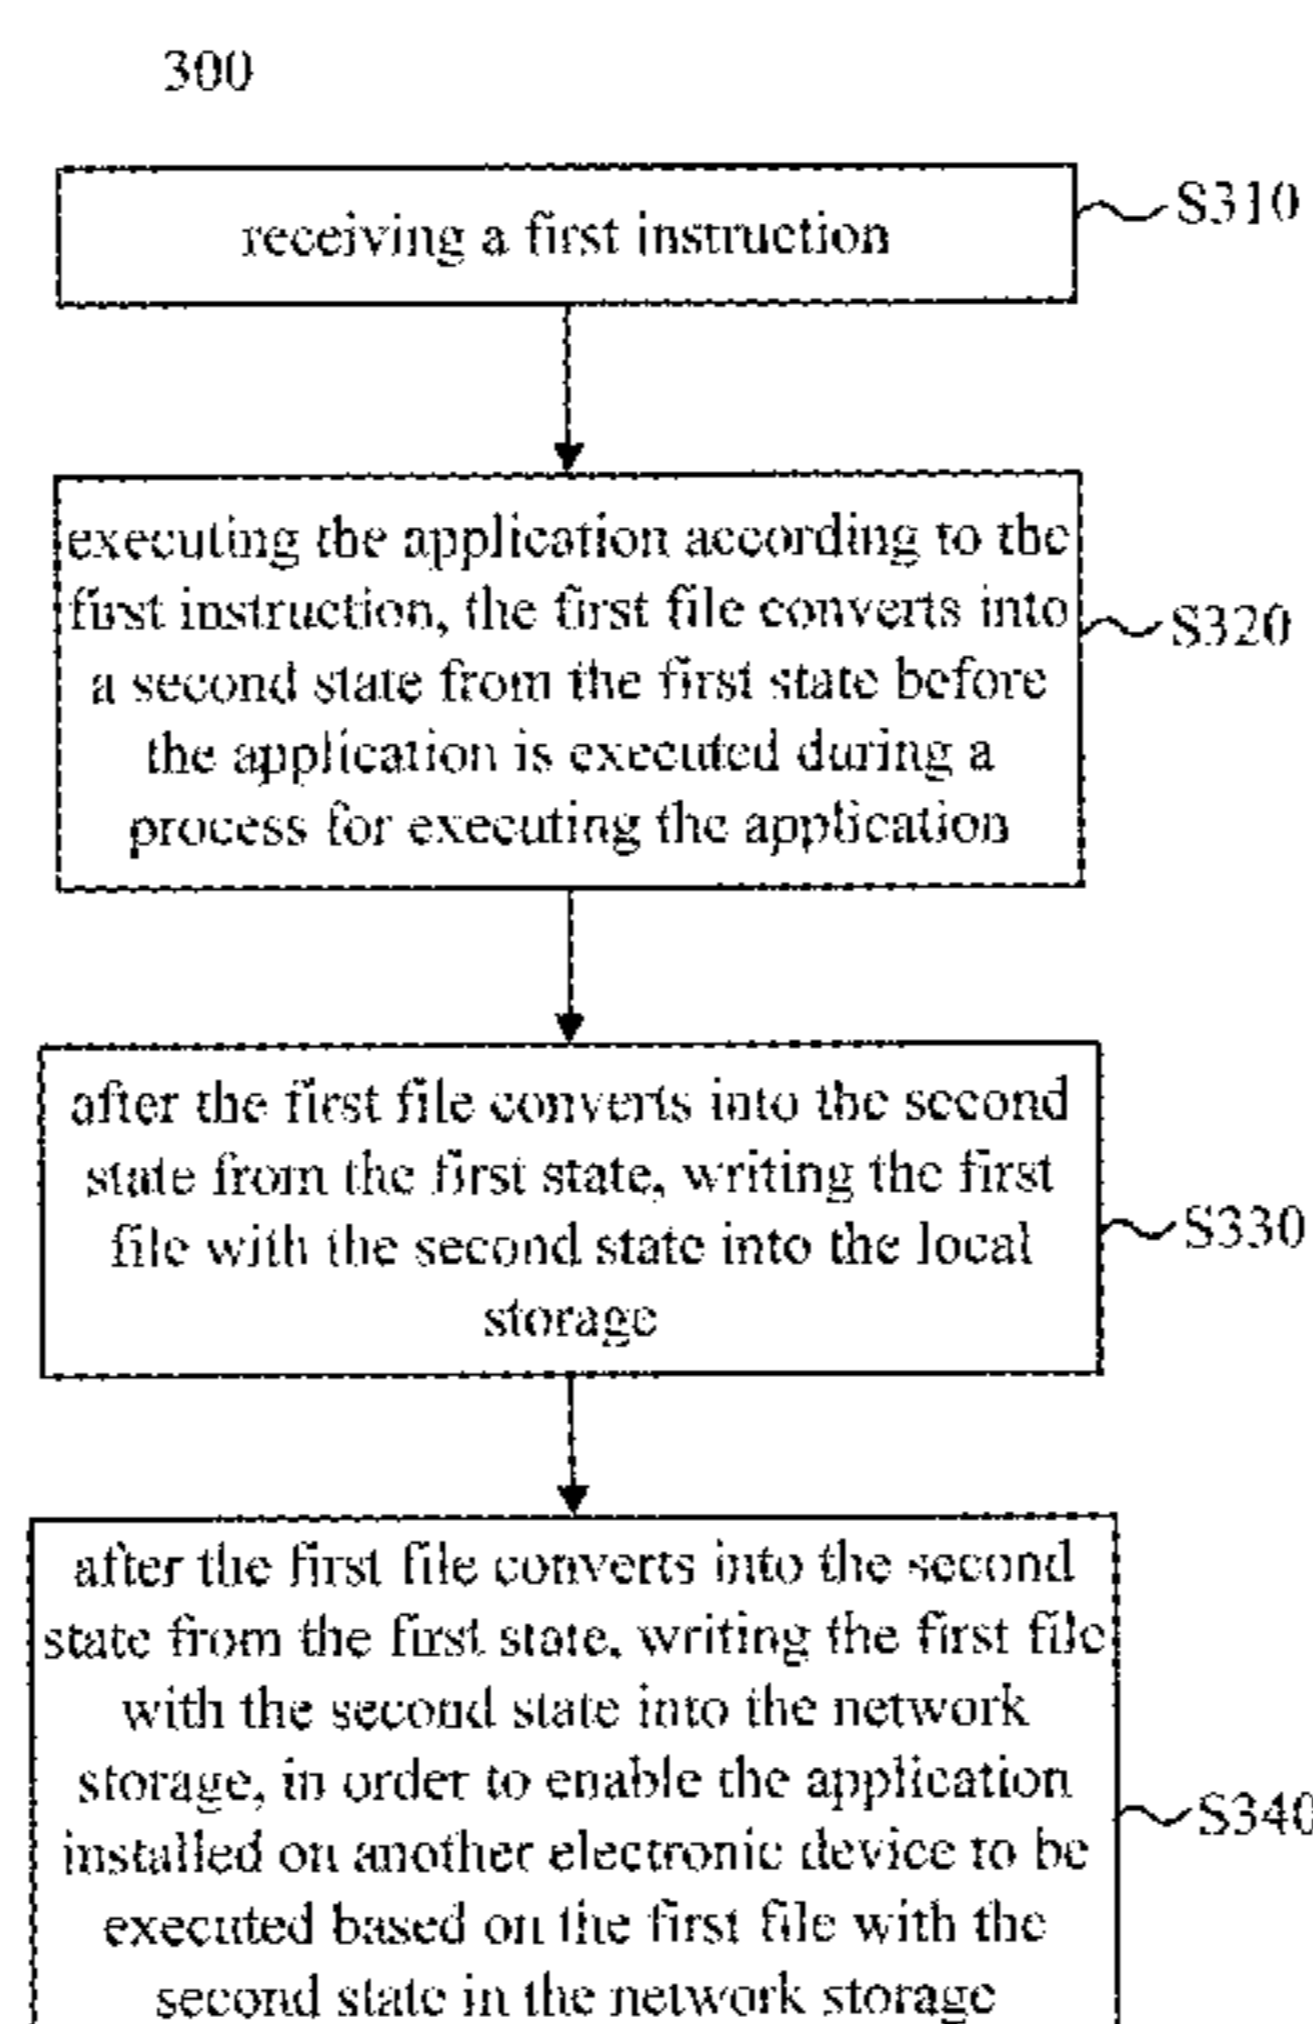 300
receiving a first instruction
S310
executing the application according to the
first instruction, the first file converts into
a second state from the first state before
the application is executed during a
process for executing the application
S320
after the first file converts into the second
state from the first state, writing the first
file with the second state into the local
storage
S330
after the first file converts into the second
state from the first state, writing the first file
with the second state into the network
storage, in order to enable the application
installed on another electronic device to be
executed based on the first file with the
second state in the network storage
S340